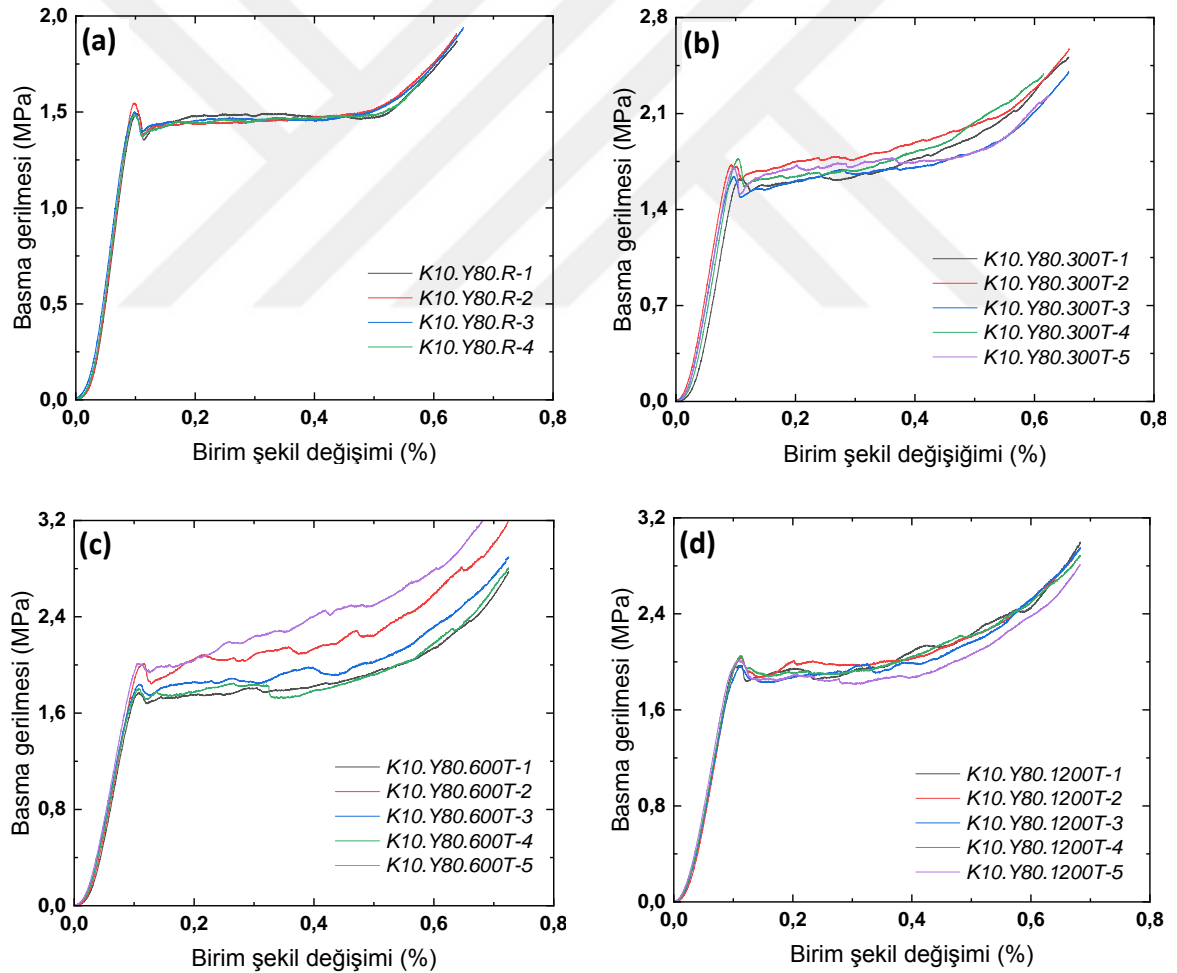 (a)
2,0
1,5
1,0
0,5
0,0
Basma gerilmesi (MPa)
K10.Y80.R-1
K10.Y80.R-2
K10.Y80.R-3
K10.Y80.R-4
0,0 0,2 0,4 0,6 0,8
Birim şekil değişimi (%)
(b)
2,8
2,1
1,4
0,7
0,0
Basma gerilmesi (MPa)
K10.Y80.300T-1
K10.Y80.300T-2
K10.Y80.300T-3
K10.Y80.300T-4
K10.Y80.300T-5
0,0 0,2 0,4 0,6 0,8
Birim şekil değişiğimi (%)
(c)
3,2
2,4
1,6
0,8
0,0
Basma gerilmesi (MPa)
K10.Y80.600T-1
K10.Y80.600T-2
K10.Y80.600T-3
K10.Y80.600T-4
K10.Y80.600T-5
0,0 0,2 0,4 0,6 0,8
Birim şekil değişimi (%)
(d)
3,2
2,4
1,6
0,8
0,0
Basma gerilmesi (MPa)
K10.Y80.1200T-1
K10.Y80.1200T-2
K10.Y80.1200T-3
K10.Y80.1200T-4
K10.Y80.1200T-5
0,0 0,2 0,4 0,6 0,8
Birim şekil değişimi (%)